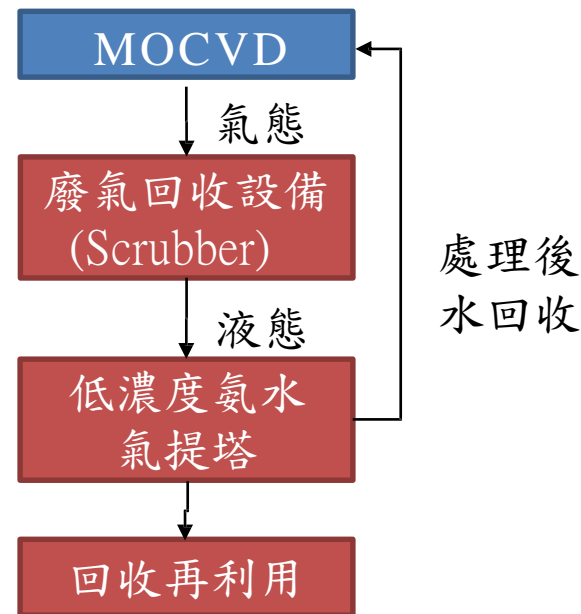 MOCVD
氣態
廢氣回收設備
(Scrubber)
處理後
水回收
液態
低濃度氨水
氣提塔
回收再利用